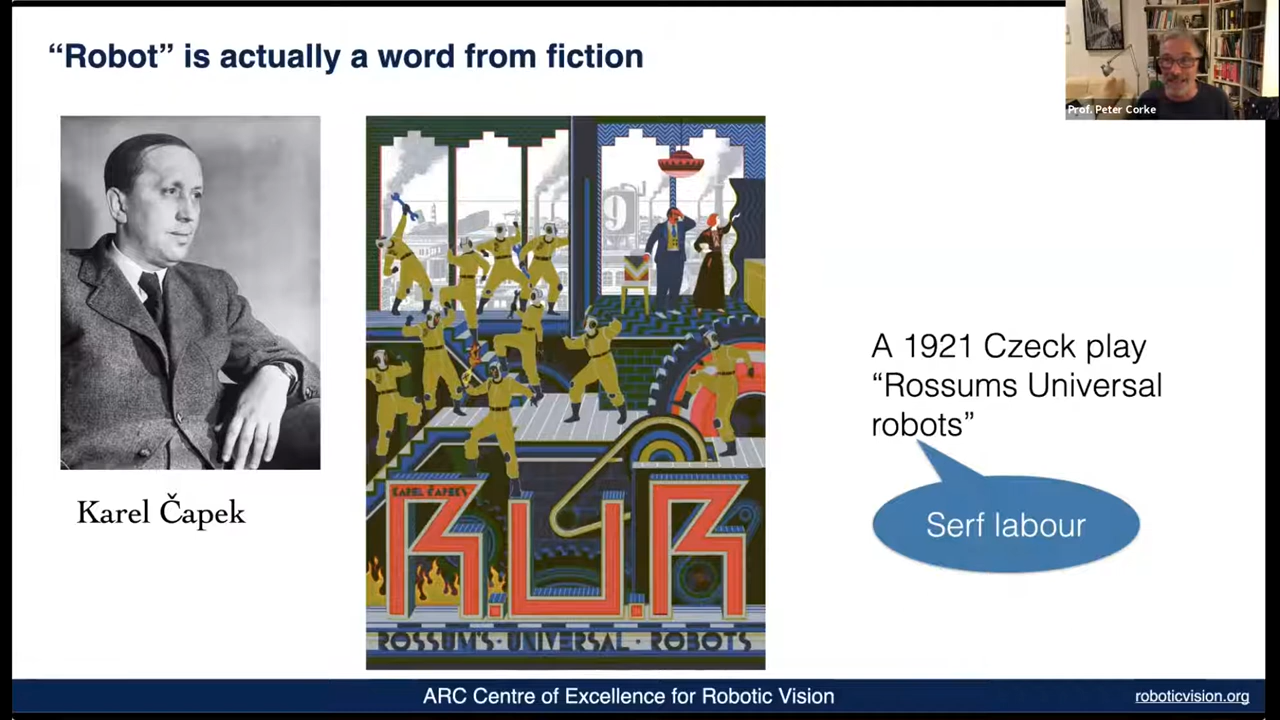 “Robot” is actually a word from fiction
Prof. Peter Corke
9
A 1921 Czeck play
“Rossums Universal
robots”
Serf labour
KAREL ČAPEK'S
R.U.R
ROSSUM'S · UNIVERSAL · ROBOTS
Karel Čapek
ARC Centre of Excellence for Robotic Vision
roboticvision.org